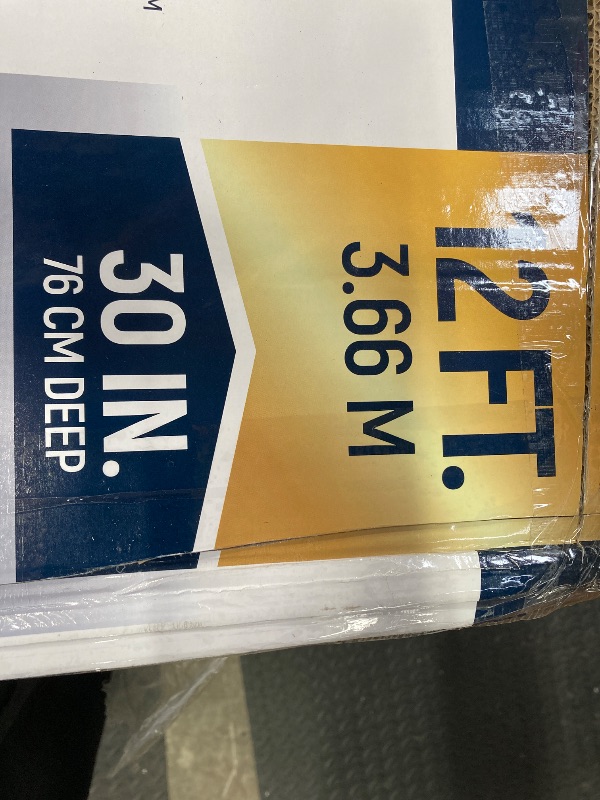 12 FT.
3.66 M
30 IN.
76 CM DEEP
M